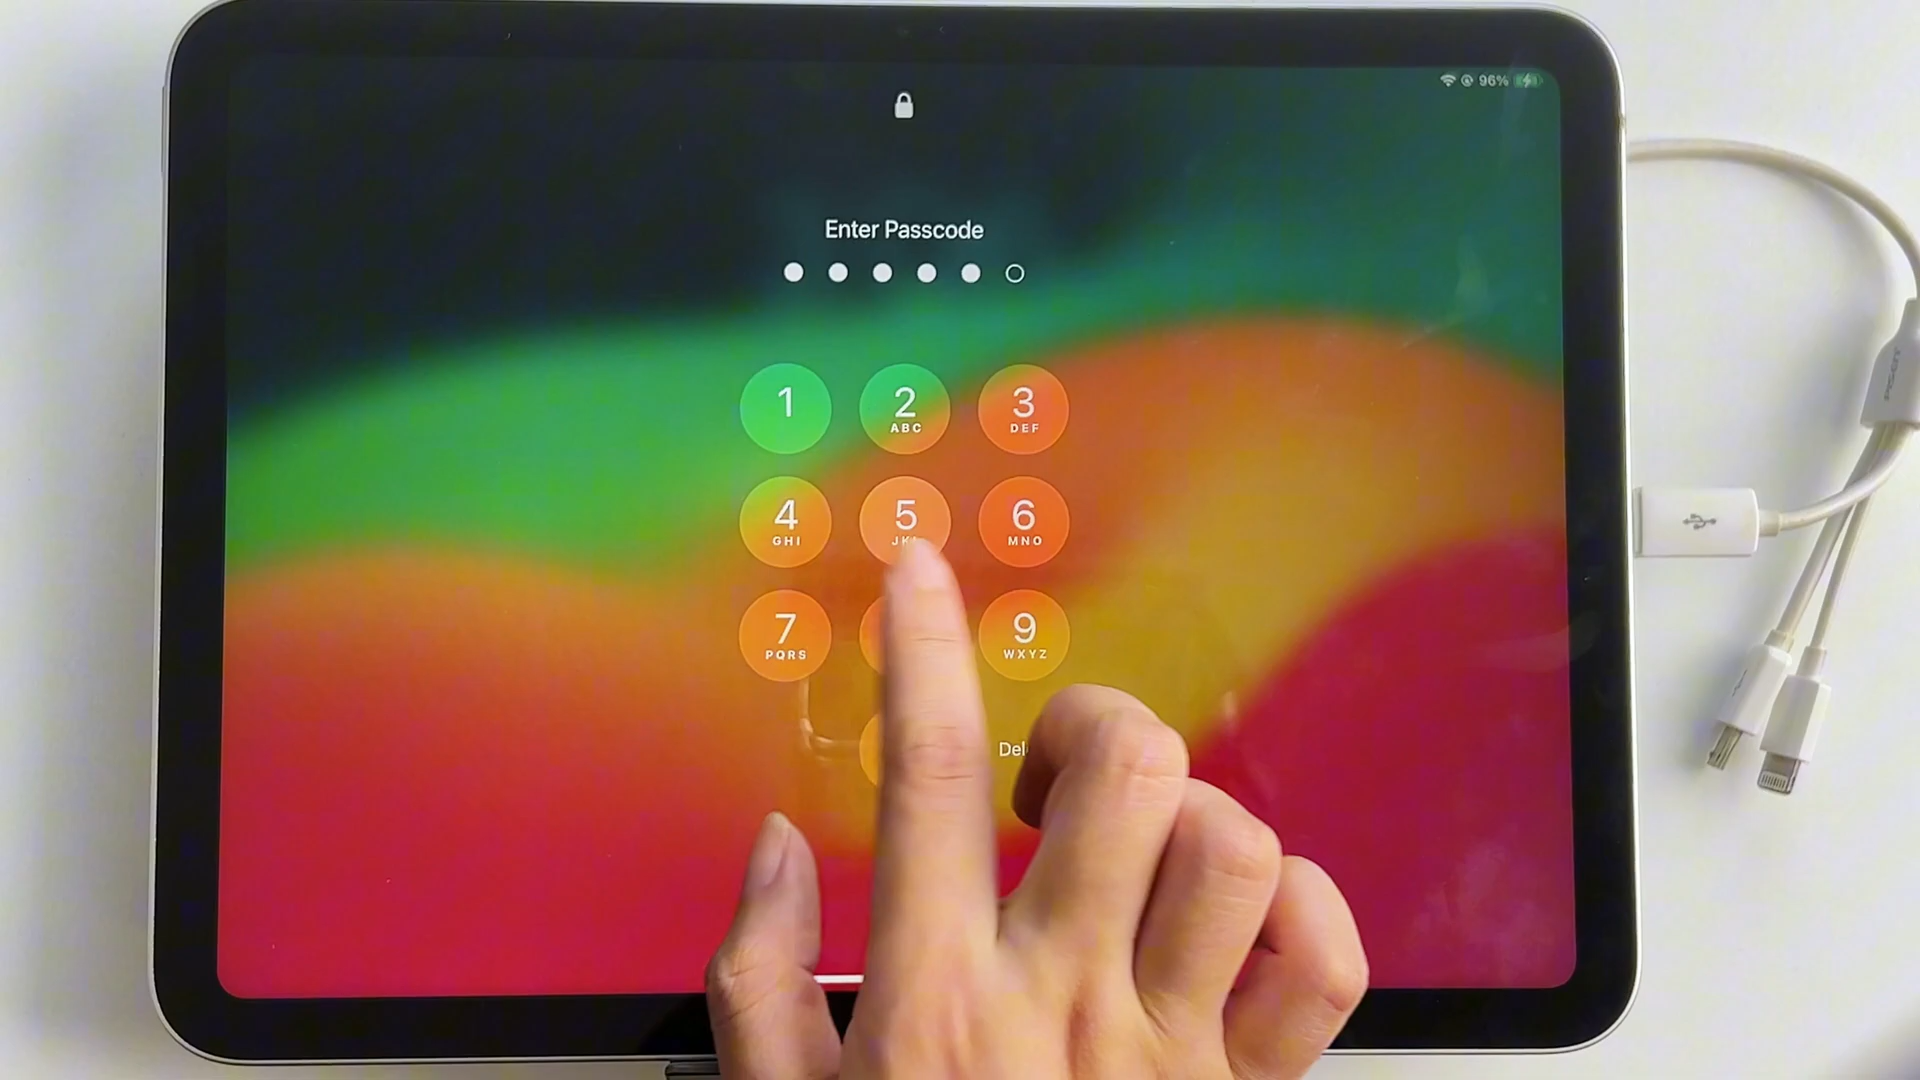 96%
Enter Passcode
1 2 3
ABC DEF
4 5 6
GHI MNO
7 9
PQRS WXYZ